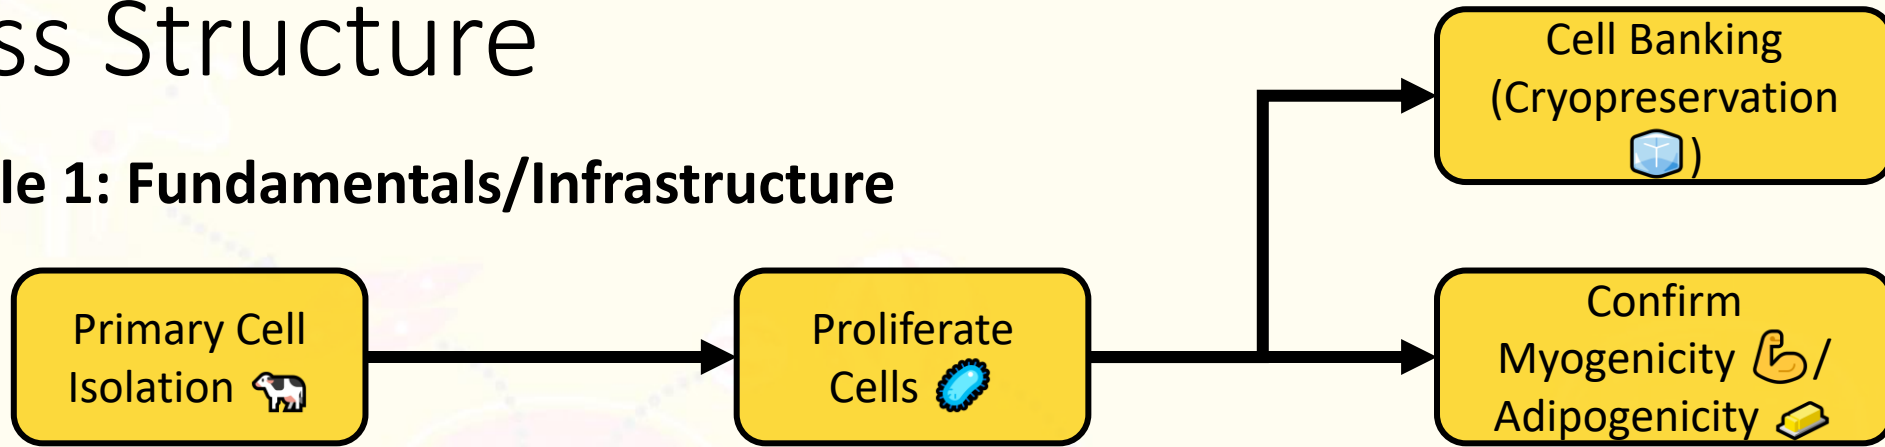 ss Structure
le 1: Fundamentals/Infrastructure
Primary Cell
Isolation 🐄
Proliferate
Cells 🦠
Cell Banking
(Cryopreservation
🧊)
Confirm
Myogenicity 💪/
Adipogenicity 🧈